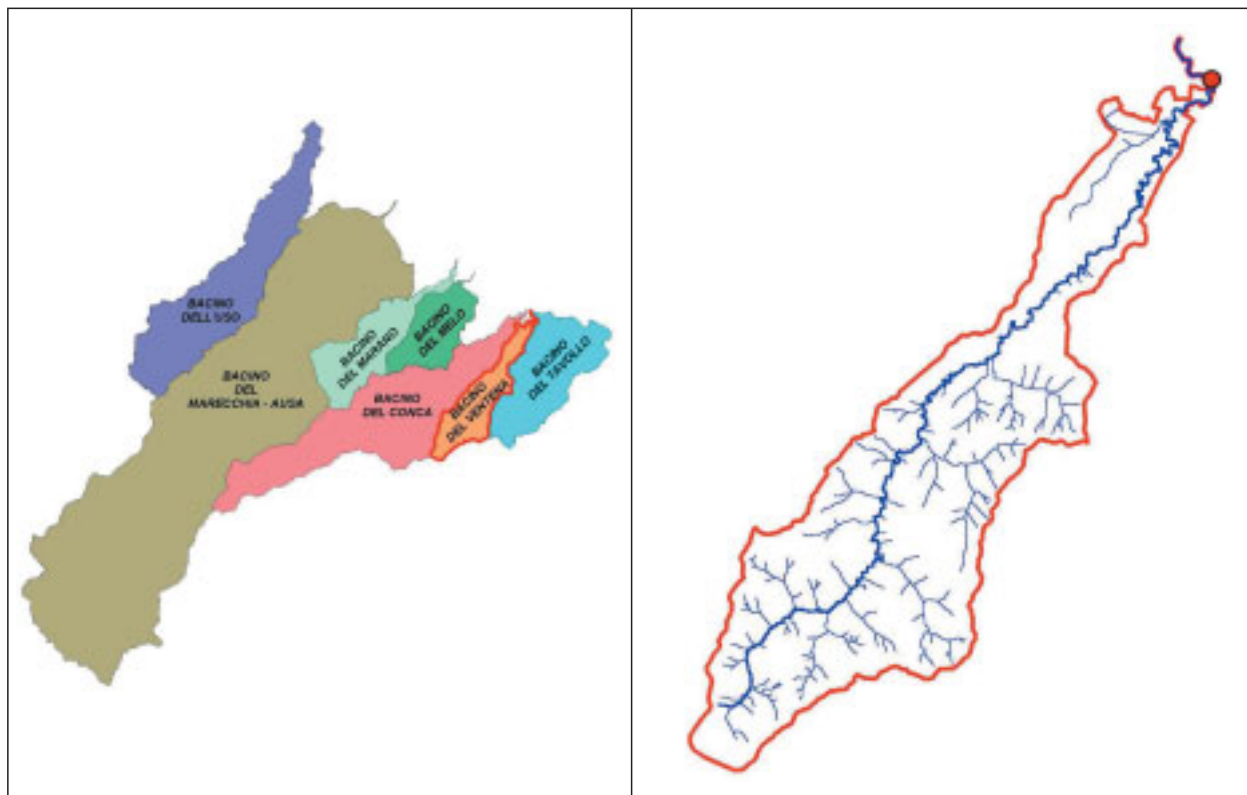 BACINO
DELL'USO
BACINO
DEL
MARECCHIA - AUSA
BACINO
DEL MARANO
BACINO
DEL MELO
BACINO
DEL CONCA
BACINO
DEL VENTENA
BACINO
DEL TAVOLLO